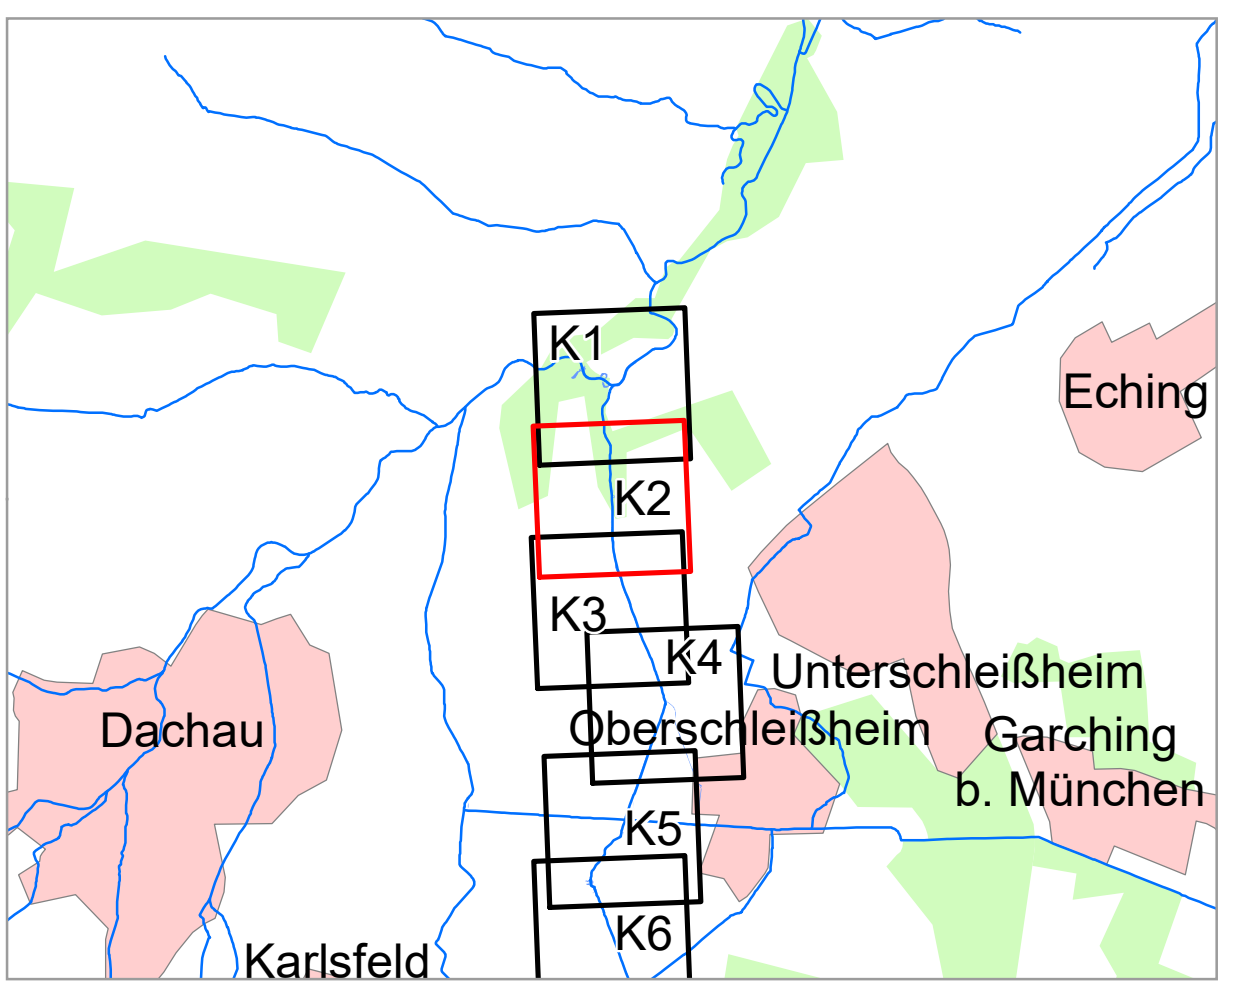 K1
Eching
K2
K3
K4
Unterschleißheim
Dachau
Oberschleißheim
Garching
b. München
K5
K6
Karlsfeld